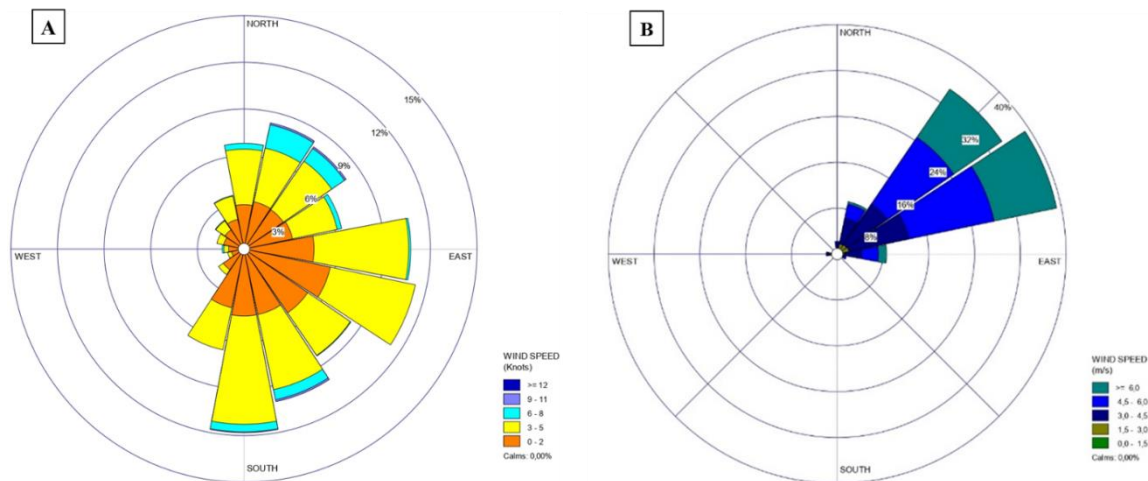 A
NORTH
15%
12%
9%
6%
3%
WEST
EAST
SOUTH
WIND SPEED
(Knots)
>= 12
9 - 11
6 - 8
3 - 5
0 - 2
Calms: 0,00%
B
NORTH
40%
32%
24%
16%
8%
WEST
EAST
SOUTH
WIND SPEED
(m/s)
>= 6,0
4,5 - 6,0
3,0 - 4,5
1,5 - 3,0
0,0 - 1,5
Calms: 0,00%